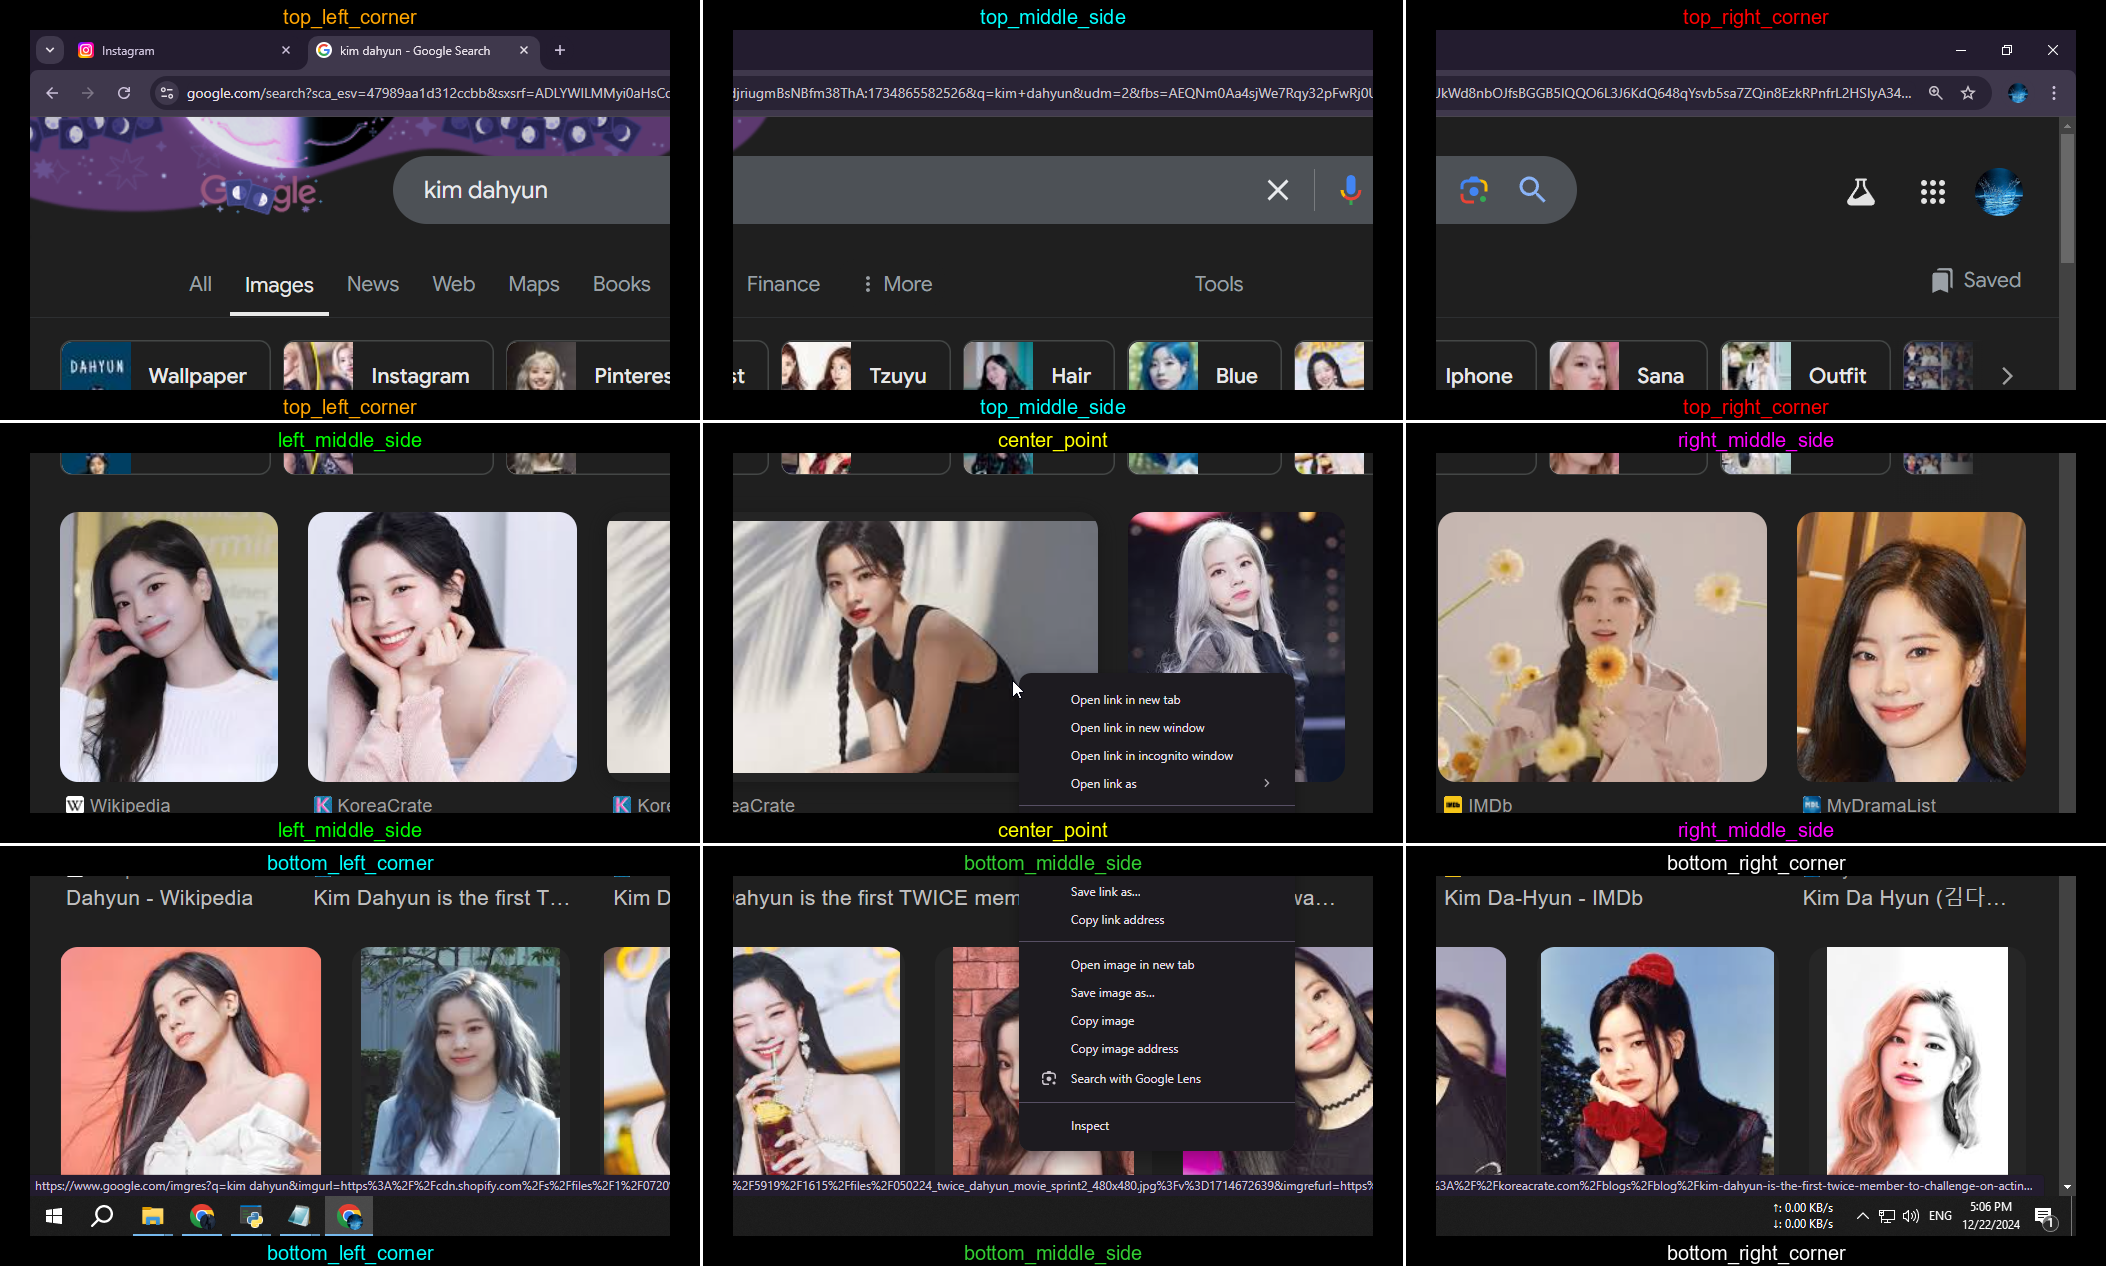 top_left_corner
top_middle_side
top_right_corner
Instagram
kim dahyun - Google Search
google.com/search?sca_esv=47989aa1d312ccbb&sxsrf=ADLYWILMMyi0aHsCc
djriugmBsNBfm38ThA:1734865582526&q=kim+dahyun&udm=2&fbs=AEQNm0Aa4sjWe7Rqy32pFwRj0U
JkWd8nbOJfsBGGB5IQQO6L3J6KdQ648qYsvb5sa7ZQin8EzkRPnfrL2HSIyA34...
Google
kim dahyun
All
Images
News
Web
Maps
Books
Finance
More
Tools
Saved
DAHYUN
Wallpaper
Instagram
Pinteres
st
Tzuyu
Hair
Blue
Iphone
Sana
Outfit
top_left_corner
top_middle_side
top_right_corner
left_middle_side
center_point
right_middle_side
Open link in new tab
Open link in new window
Open link in incognito window
Open link as
Wikipedia
KoreaCrate
Kore
eaCrate
IMDb
MyDramaList
left_middle_side
center_point
right_middle_side
bottom_left_corner
bottom_middle_side
bottom_right_corner
Dahyun - Wikipedia
Kim Dahyun is the first T...
Kim D
ahyun is the first TWICE mem
wa...
Kim Da-Hyun - IMDb
Kim Da Hyun (김다...
Save link as...
Copy link address
Open image in new tab
Save image as...
Copy image
Copy image address
Search with Google Lens
Inspect
https://www.google.com/imgres?q=kim dahyun&imgurl=https%3A%2F%2Fcdn.shopify.com%2Fs%2Ffiles%2F1%2F0720
%2F5919%2F1615%2Ffiles%2F050224_twice_dahyun_movie_sprint2_480x480.jpg%3Fv%3D1714672639&imgrefurl=https%
3A%2F%2Fkoreacrate.com%2Fblogs%2Fblog%2Fkim-dahyun-is-the-first-twice-member-to-challenge-on-actin...
↑: 0.00 KB/s
↓: 0.00 KB/s
ENG
5:06 PM
12/22/2024
1
bottom_left_corner
bottom_middle_side
bottom_right_corner